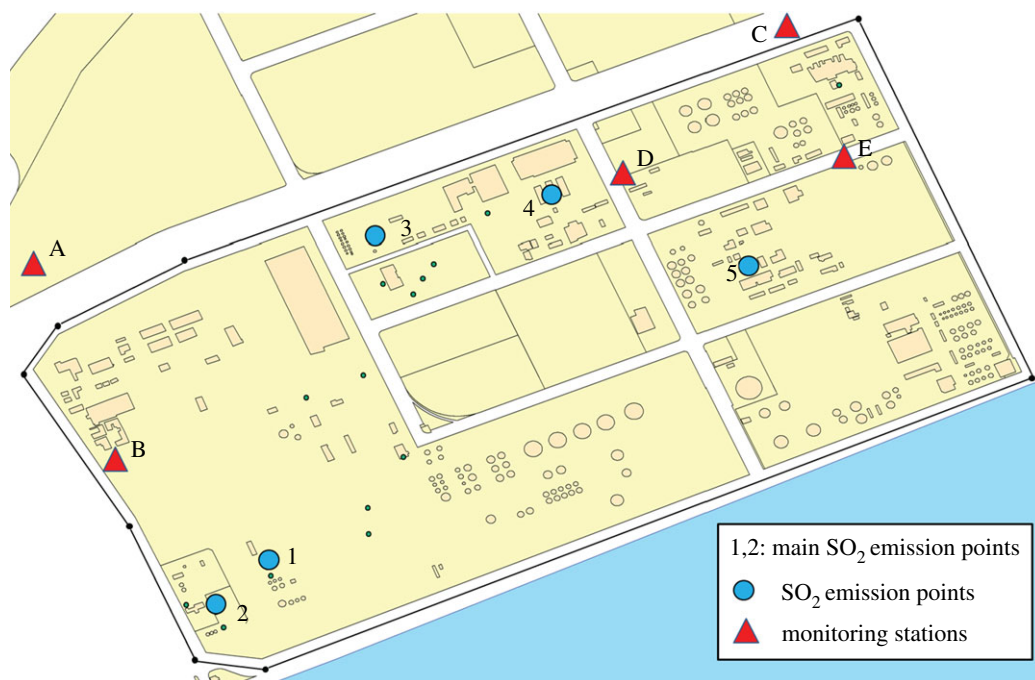 C
D
E
4
3
A
5
B
1
2
1,2: main SO2 emission points
SO2 emission points
monitoring stations